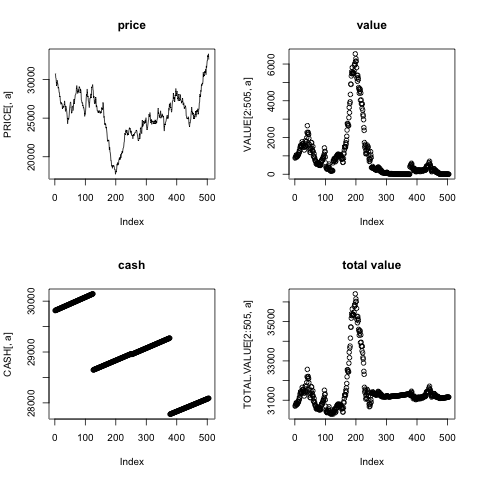 price
PRICE[, a]
30000
25000
20000
0 100 200 300 400 500
Index
value
VALUE[2:505, a]
6000
4000
2000
0
0 100 200 300 400 500
Index
cash
CASH[, a]
30000
29000
28000
0 100 200 300 400 500
Index
total value
TOTAL.VALUE[2:505, a]
35000
33000
31000
0 100 200 300 400 500
Index